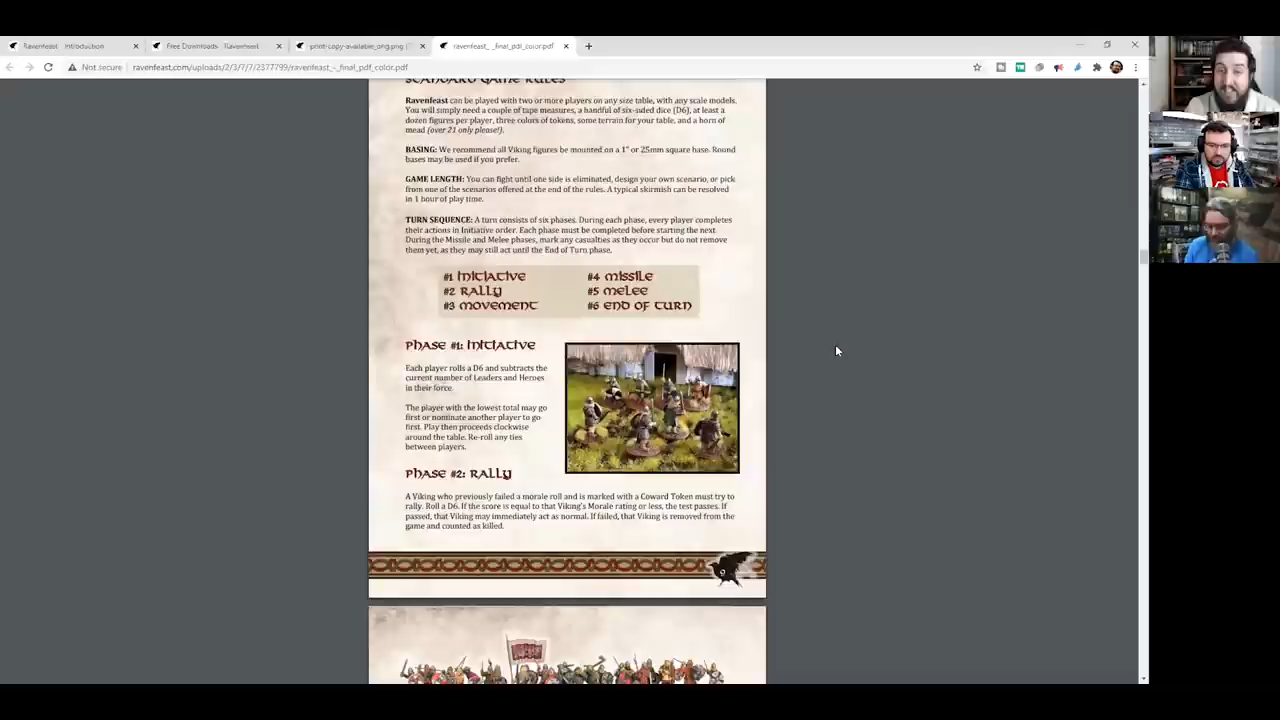 Ravenfeast Introduction
Free Downloads - Ravenfeast
print-copy-available_orig.png (
ravenfeast_-_final_pdf_color.pdf
Not secure
ravenfeast.com/uploads/2/3/7/7/2377799/ravenfeast_-_final_pdf_color.pdf
STANDARD GAME RULES
Ravenfeast can be played with two or more players on any size table, with any scale models.
You will simply need a couple of tape measures, a handful of six-sided dice (D6), at least a
dozen figures per player, three colors of tokens, some terrain for your table, and a horn of
mead (over 21 only please!).
BASING: We recommend all Viking figures be mounted on a 1" or 25mm square base. Round
bases may be used if you prefer.
GAME LENGTH: You can fight until one side is eliminated, design your own scenario, or pick
from one of the scenarios offered at the end of the rules. A typical skirmish can be resolved
in 1 hour of play time.
TURN SEQUENCE: A turn consists of six phases. During each phase, every player completes
their actions in Initiative order. Each phase must be completed before starting the next.
During the Missile and Melee phases, mark any casualties as they occur but do not remove
them yet, as they may still act until the End of Turn phase.
#1 INITIATIVE
#2 RALLY
#3 MOVEMENT
#4 MISSILE
#5 MELEE
#6 END OF TURN
PHASE #1: INITIATIVE
Each player rolls a D6 and subtracts the
current number of Leaders and Heroes
in their force.
The player with the lowest total may go
first or nominate another player to go
first. Play then proceeds clockwise
around the table. Re-roll any ties
between players.
PHASE #2: RALLY
A Viking who previously failed a morale roll and is marked with a Coward Token must try to
rally. Roll a D6. If the score is equal to that Viking's Morale rating or less, the test passes. If
passed, that Viking may immediately act as normal. If failed, that Viking is removed from the
game and counted as killed.